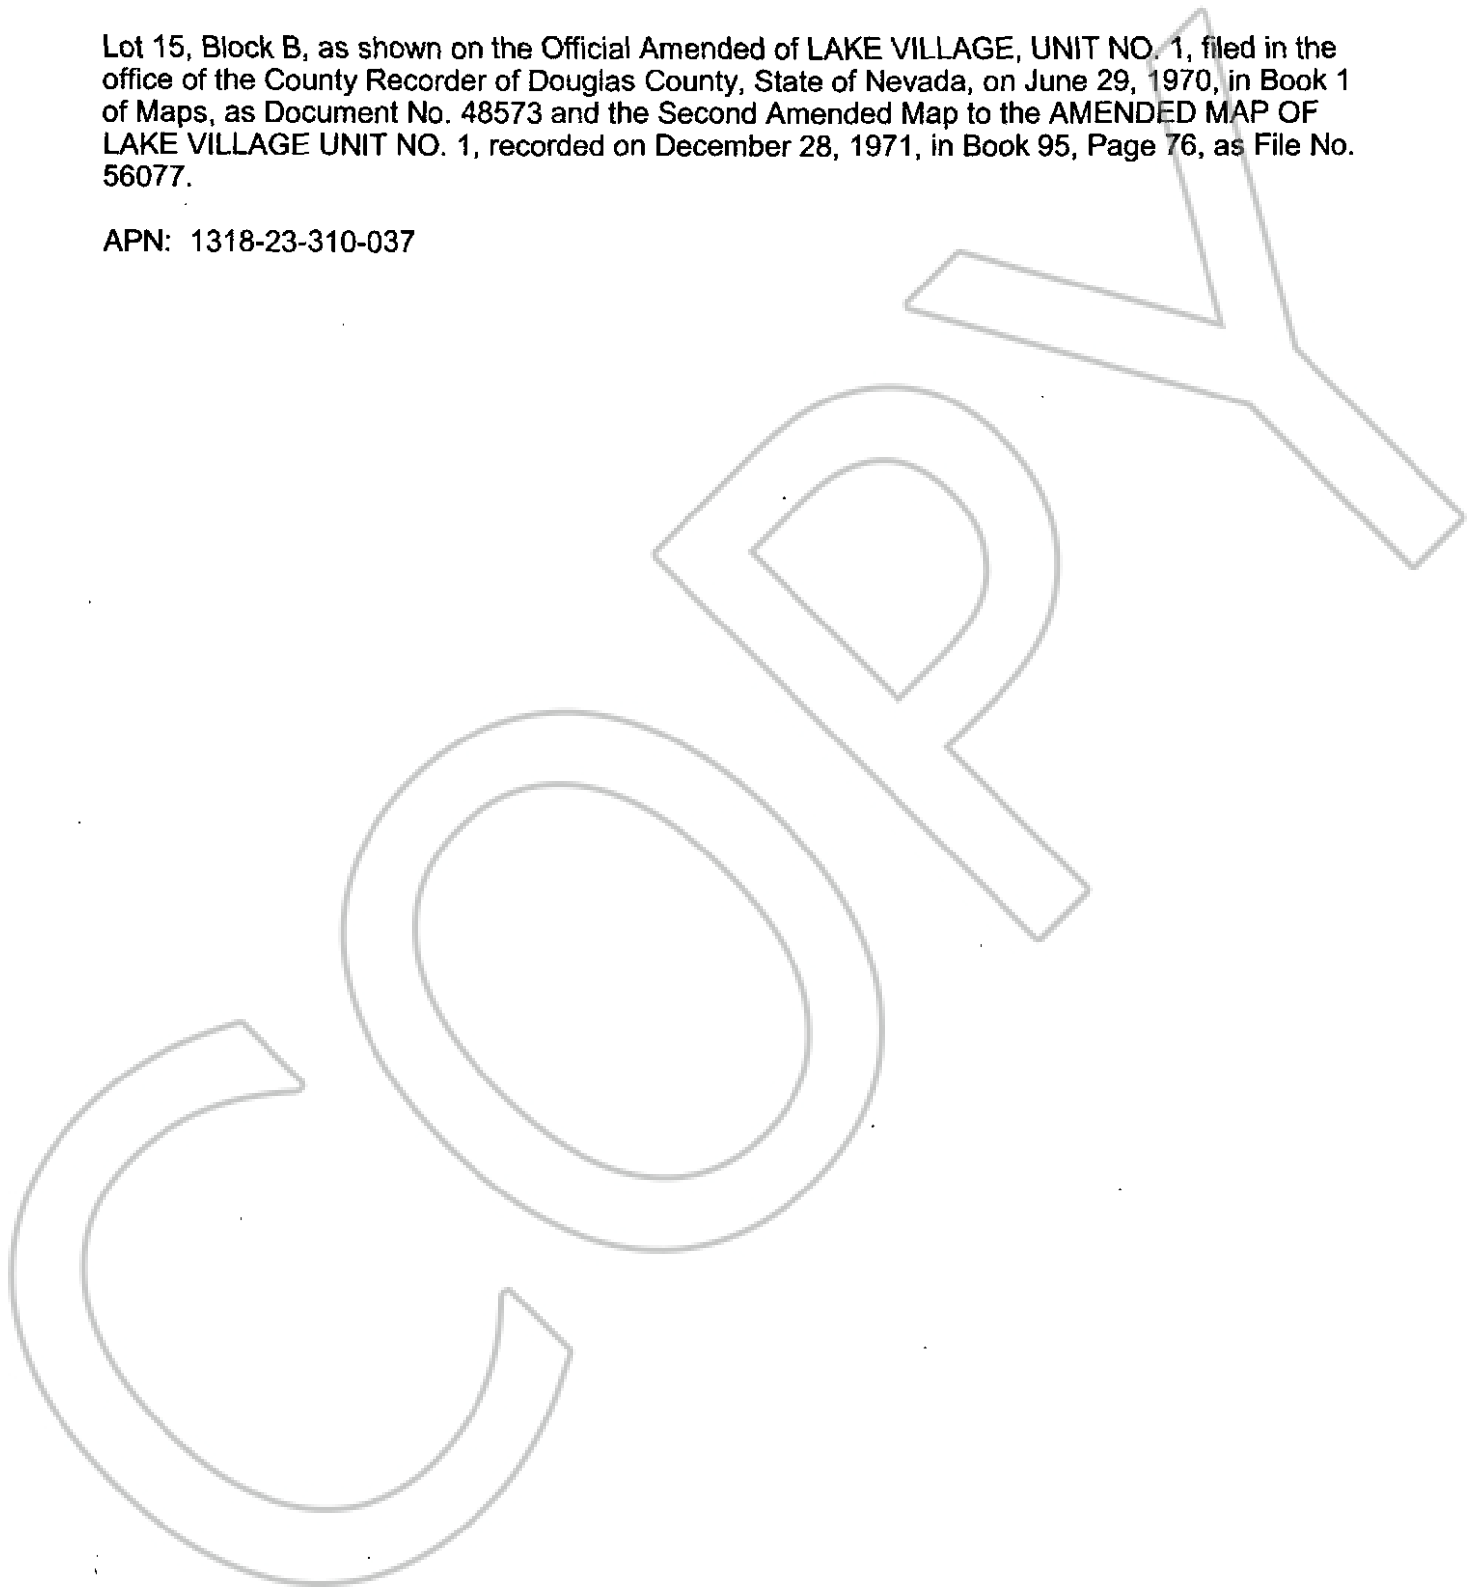 Lot 15, Block B, as shown on the Official Amended of LAKE VILLAGE, UNIT NO. 1, filed in the
office of the County Recorder of Douglas County, State of Nevada, on June 29, 1970, in Book 1
of Maps, as Document No. 48573 and the Second Amended Map to the AMENDED MAP OF
LAKE VILLAGE UNIT NO. 1, recorded on December 28, 1971, in Book 95, Page 76, as File No.
56077.
APN: 1318-23-310-037
COPY